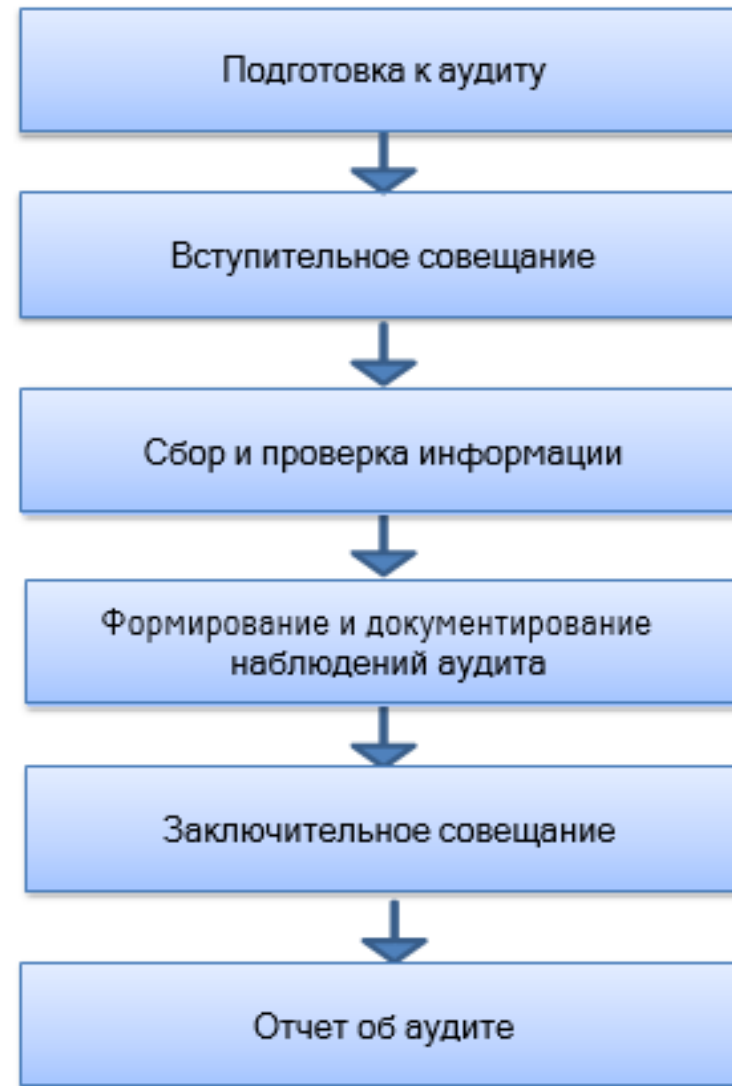 Подготовка к аудиту
Вступительное совещание
Сбор и проверка информации
Формирование и документирование
наблюдений аудита
Заключительное совещание
Отчет об аудите